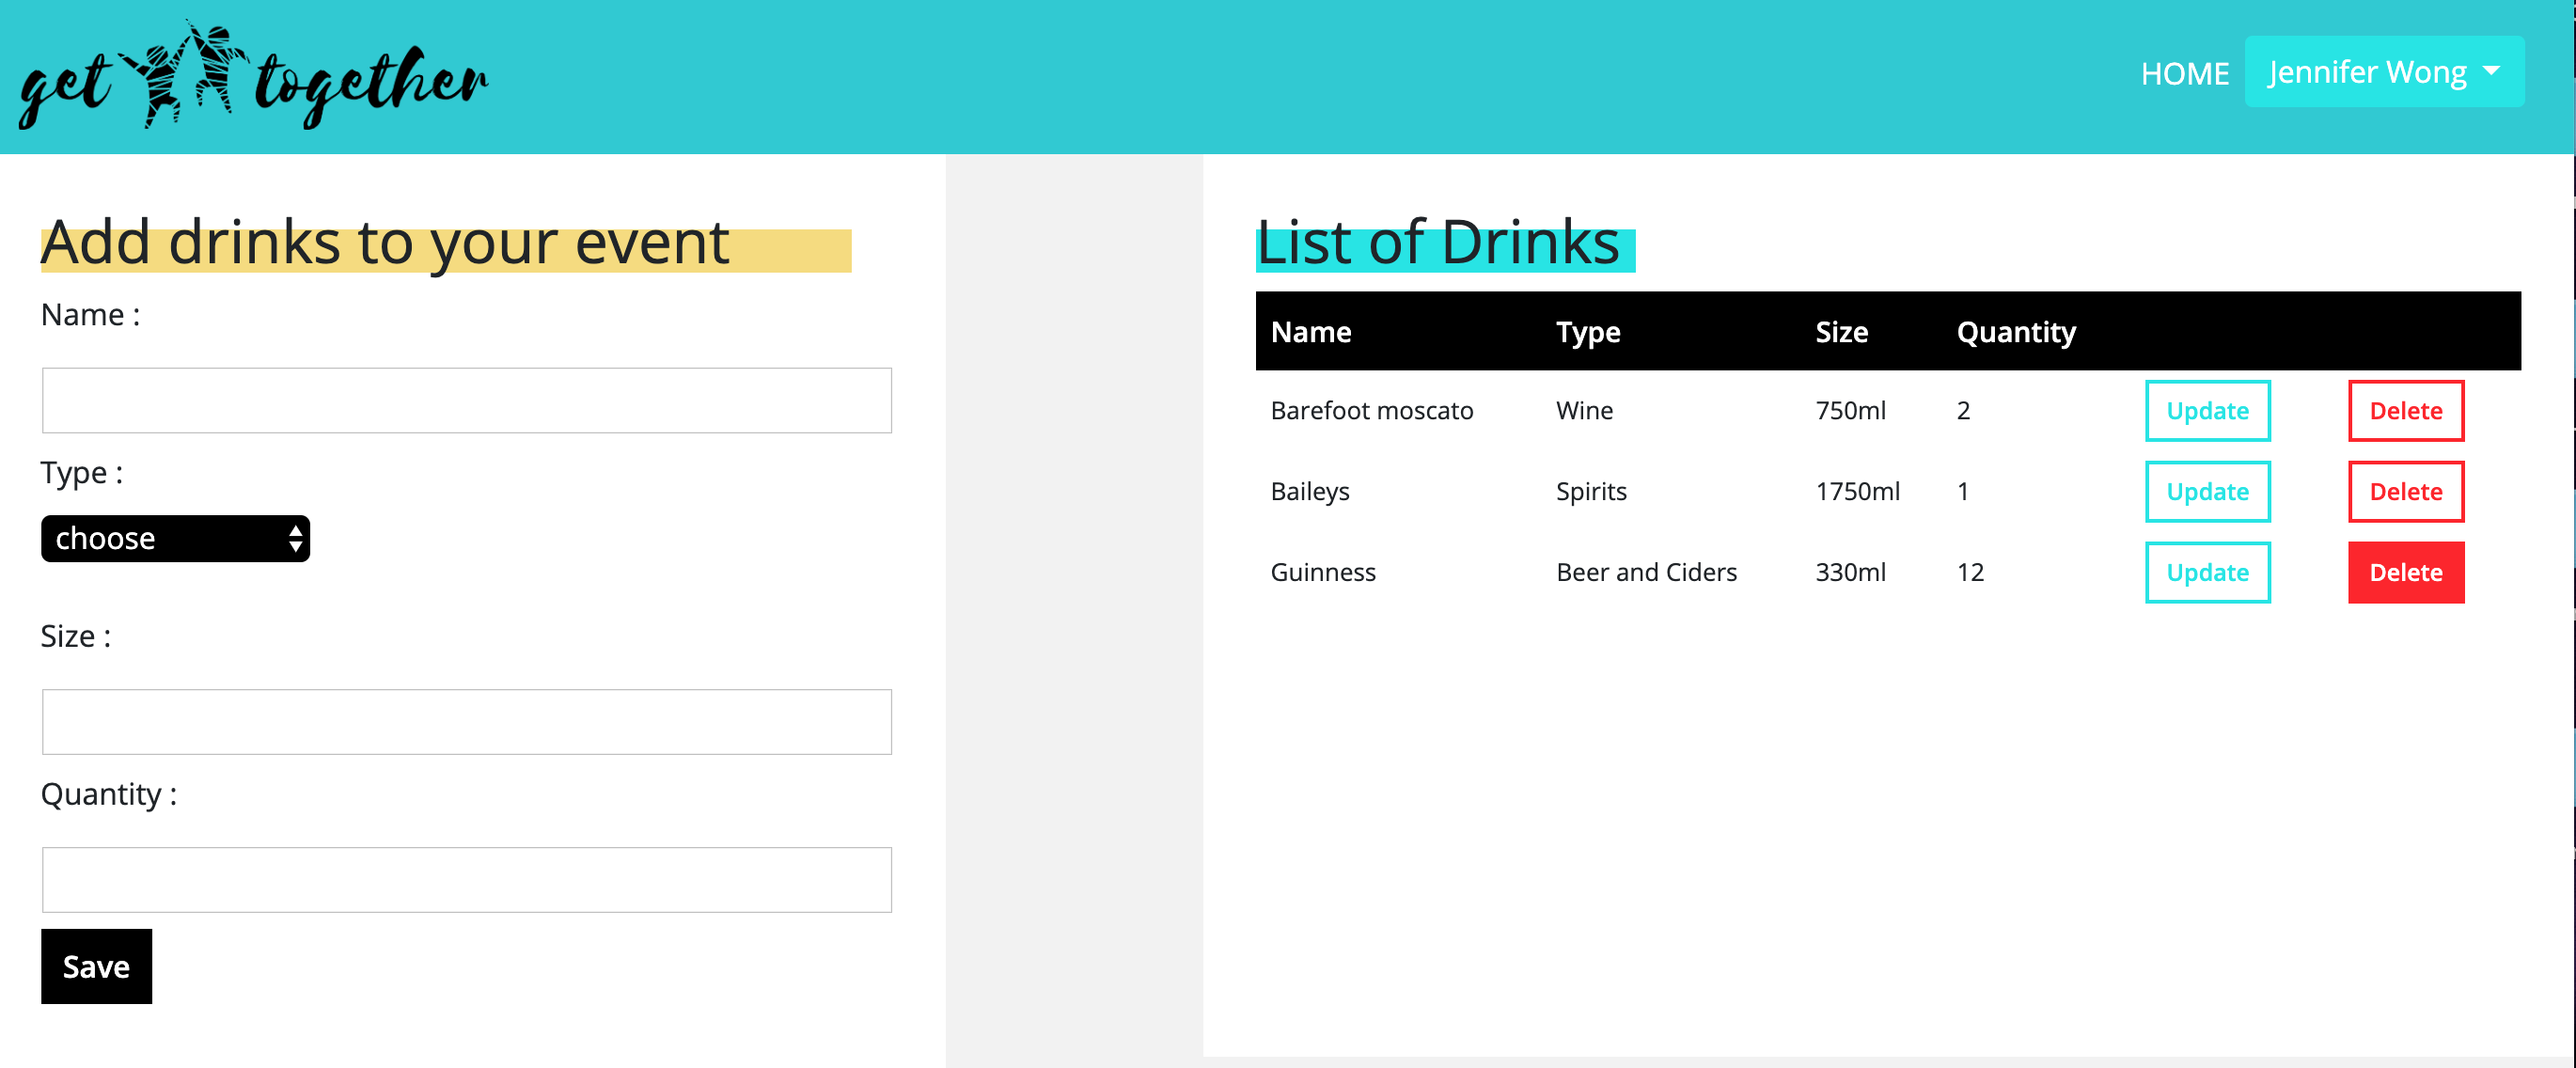 get together
HOME
Jennifer Wong
Add drinks to your event
Name :
Type :
choose
Size :
Quantity :
Save
List of Drinks
Name Type Size Quantity
Barefoot moscato Wine 750ml 2 Update Delete
Baileys Spirits 1750ml 1 Update Delete
Guinness Beer and Ciders 330ml 12 Update Delete